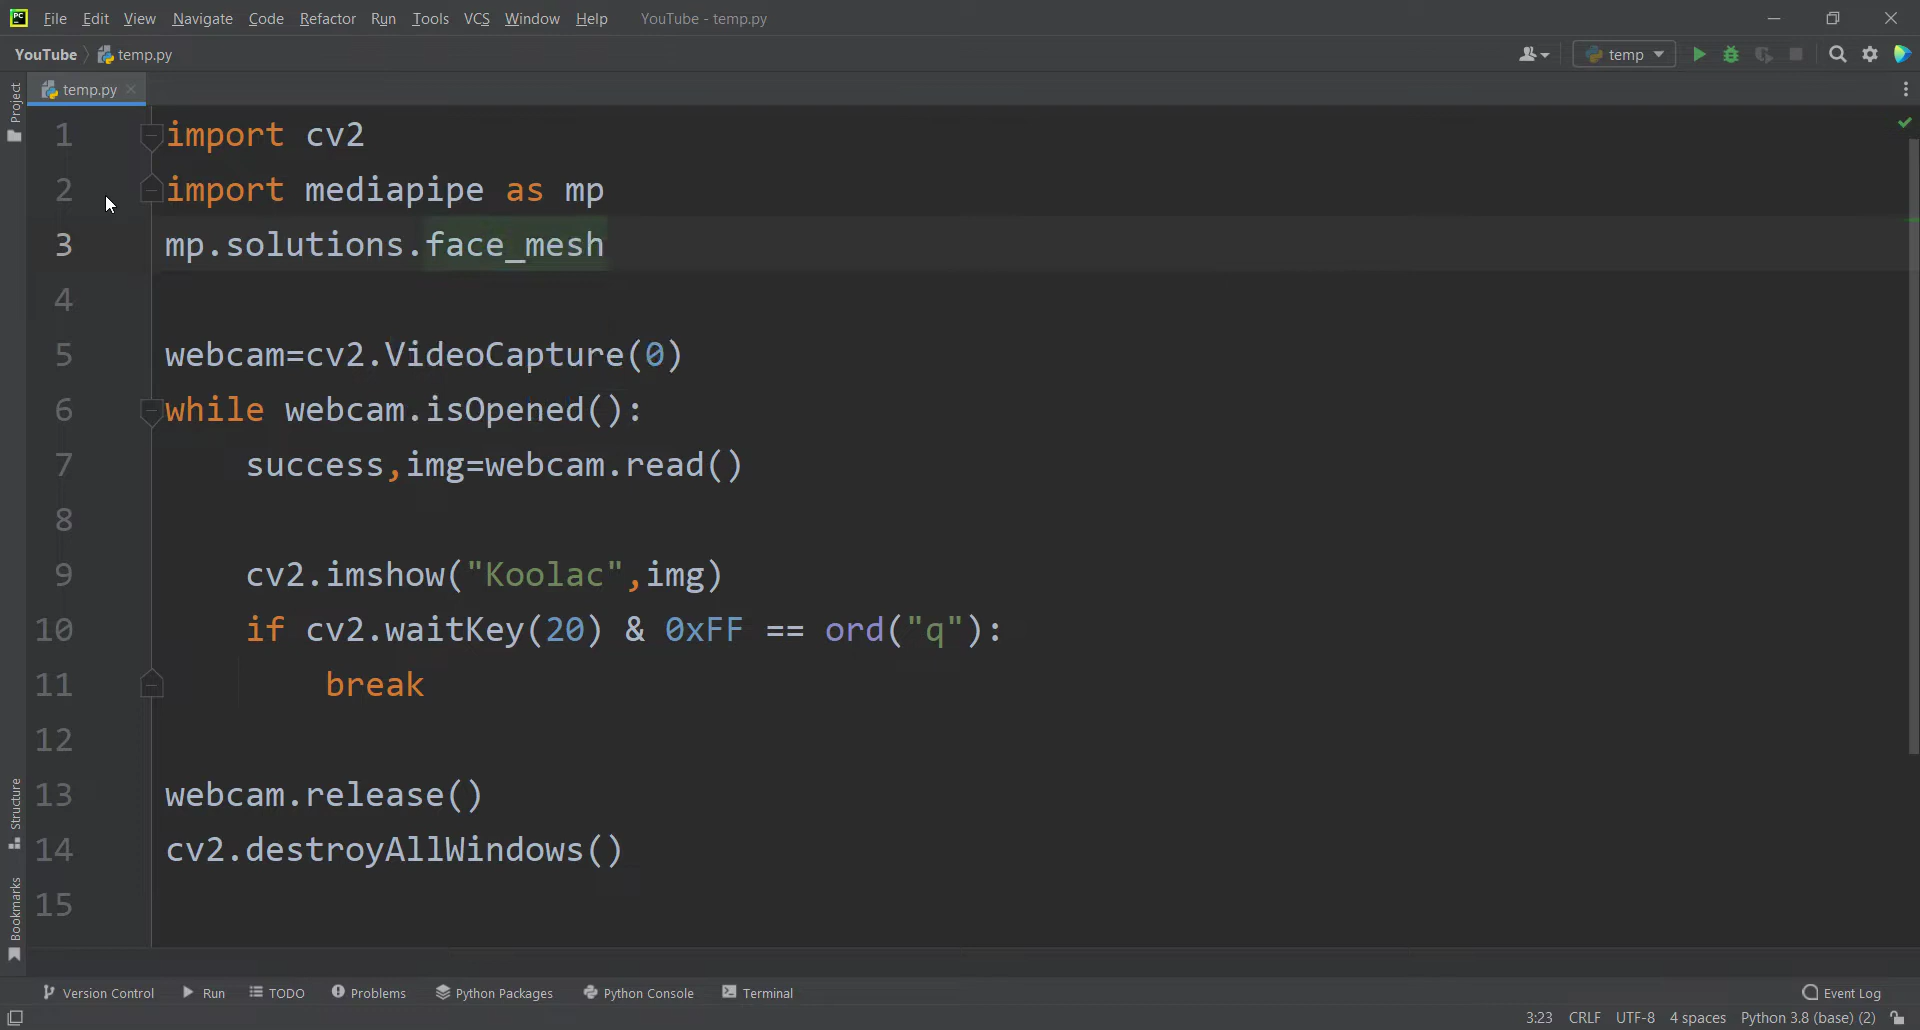 PC File Edit View Navigate Code Refactor Run Tools VCS Window Help YouTube - temp.py
YouTube temp.py temp
Project
temp.py
1 import cv2
2 import mediapipe as mp
3 mp.solutions.face_mesh
4
5 webcam=cv2.VideoCapture(0)
6 while webcam.isOpened():
7 success,img=webcam.read()
8
9 cv2.imshow("Koolac",img)
10 if cv2.waitKey(20) & 0xFF == ord("q"):
11 break
12
13 webcam.release()
14 cv2.destroyAllWindows()
15
Structure
Bookmarks
Version Control Run TODO Problems Python Packages Python Console Terminal Event Log
3:23 CRLF UTF-8 4 spaces Python 3.8 (base) (2)